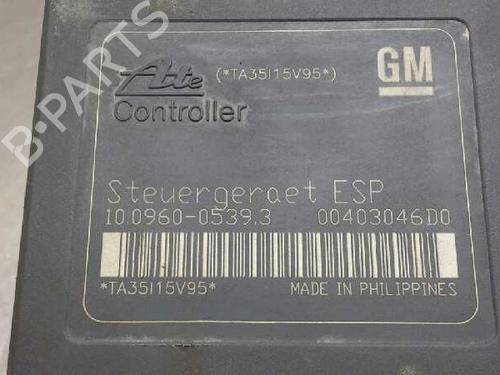 Ate
(*TA35I15V95*)
GM
Controller
Steuergeraet ESP
10.0960-0539.3 00403046D0
*TA35I15V95*
MADE IN PHILIPPINES
B-PARTS